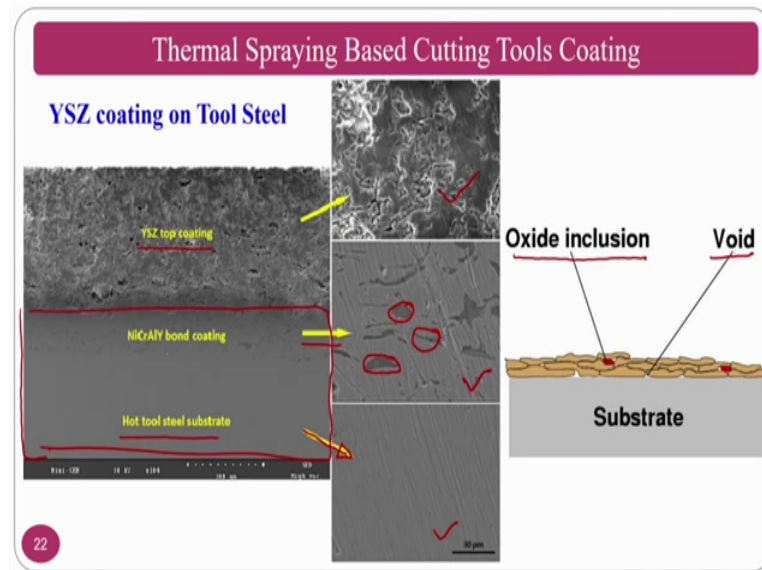 Thermal Spraying Based Cutting Tools Coating
YSZ coating on Tool Steel
YSZ top coating
NiCrAlY bond coating
Hot tool steel substrate
30 µm
Oxide inclusion
Void
Substrate
22